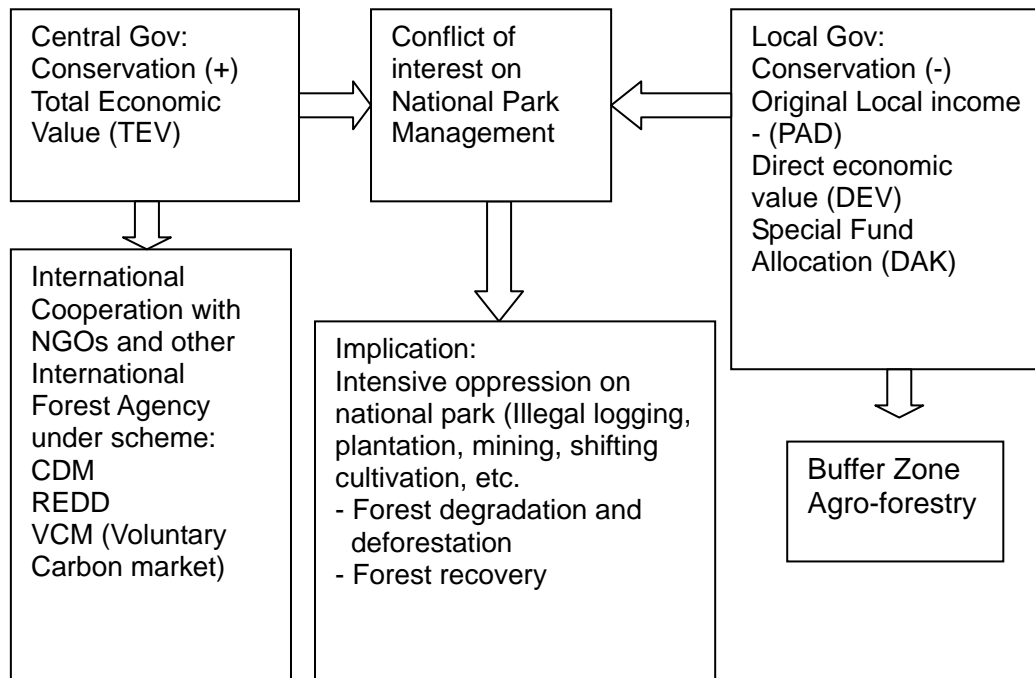 Central Gov:
Conservation (+)
Total Economic
Value (TEV)
Conflict of
interest on
National Park
Management
Local Gov:
Conservation (-)
Original Local income
- (PAD)
Direct economic
value (DEV)
Special Fund
Allocation (DAK)
International
Cooperation with
NGOs and other
International
Forest Agency
under scheme:
CDM
REDD
VCM (Voluntary
Carbon market)
Implication:
Intensive oppression on
national park (Illegal logging,
plantation, mining, shifting
cultivation, etc.
- Forest degradation and
deforestation
- Forest recovery
Buffer Zone
Agro-forestry